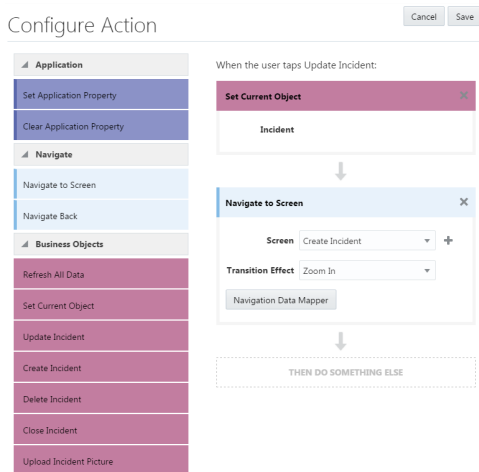 Configure Action
Cancel
Save
Application
Set Application Property
Clear Application Property
Navigate
Navigate to Screen
Navigate Back
Business Objects
Refresh All Data
Set Current Object
Update Incident
Create Incident
Delete Incident
Close Incident
Upload Incident Picture
When the user taps Update Incident:
Set Current Object
Incident
Navigate to Screen
Screen Create Incident
Transition Effect Zoom In
Navigation Data Mapper
THEN DO SOMETHING ELSE